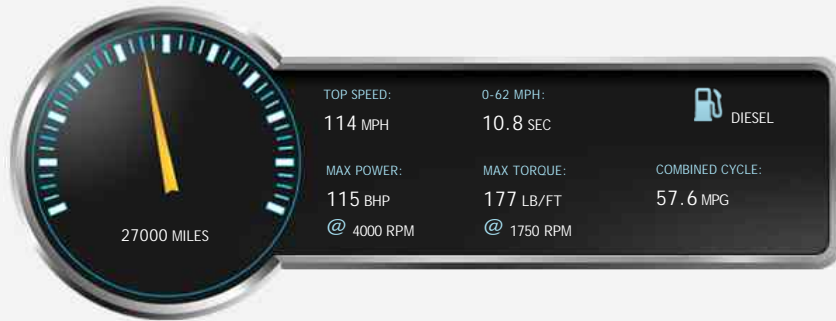 27000 MILES
TOP SPEED:
114 MPH
0-62 MPH:
10.8 SEC
DIESEL
MAX POWER:
115 BHP
@ 4000 RPM
MAX TORQUE:
177 LB/FT
@ 1750 RPM
COMBINED CYCLE:
57.6 MPG